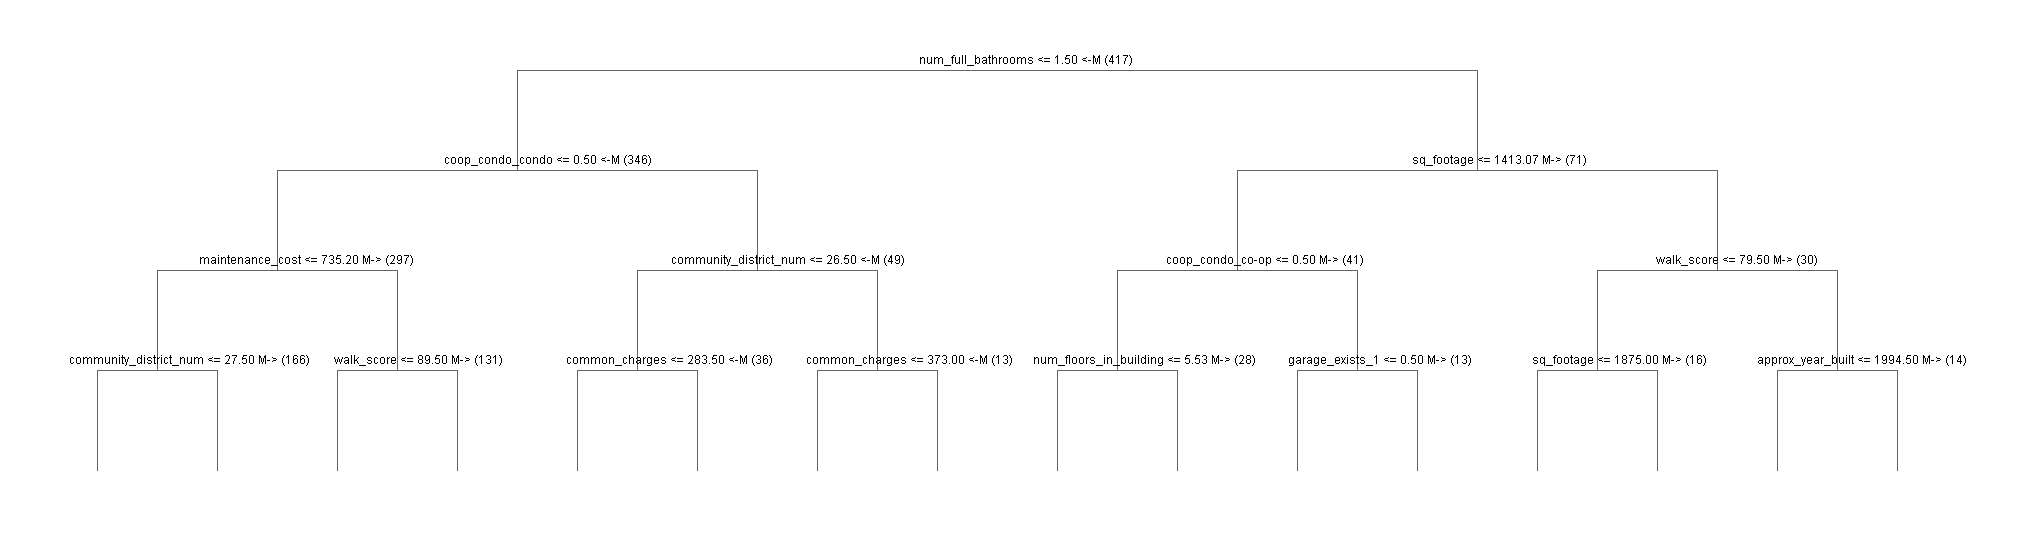 num_full_bathrooms <= 1.50 <-M (417)
coop_condo_condo <= 0.50 <-M (346)
sq_footage <= 1413.07 M-> (71)
maintenance_cost <= 735.20 M-> (297)
community_district_num <= 26.50 <-M (49)
coop_condo_co-op <= 0.50 M-> (41)
walk_score <= 79.50 M-> (30)
community_district_num <= 27.50 M-> (166)
walk_score <= 89.50 M-> (131)
common_charges <= 283.50 <-M (36)
common_charges <= 373.00 <-M (13)
num_floors_in_building <= 5.53 M-> (28)
garage_exists_1 <= 0.50 M-> (13)
sq_footage <= 1875.00 M-> (16)
approx_year_built <= 1994.50 M-> (14)